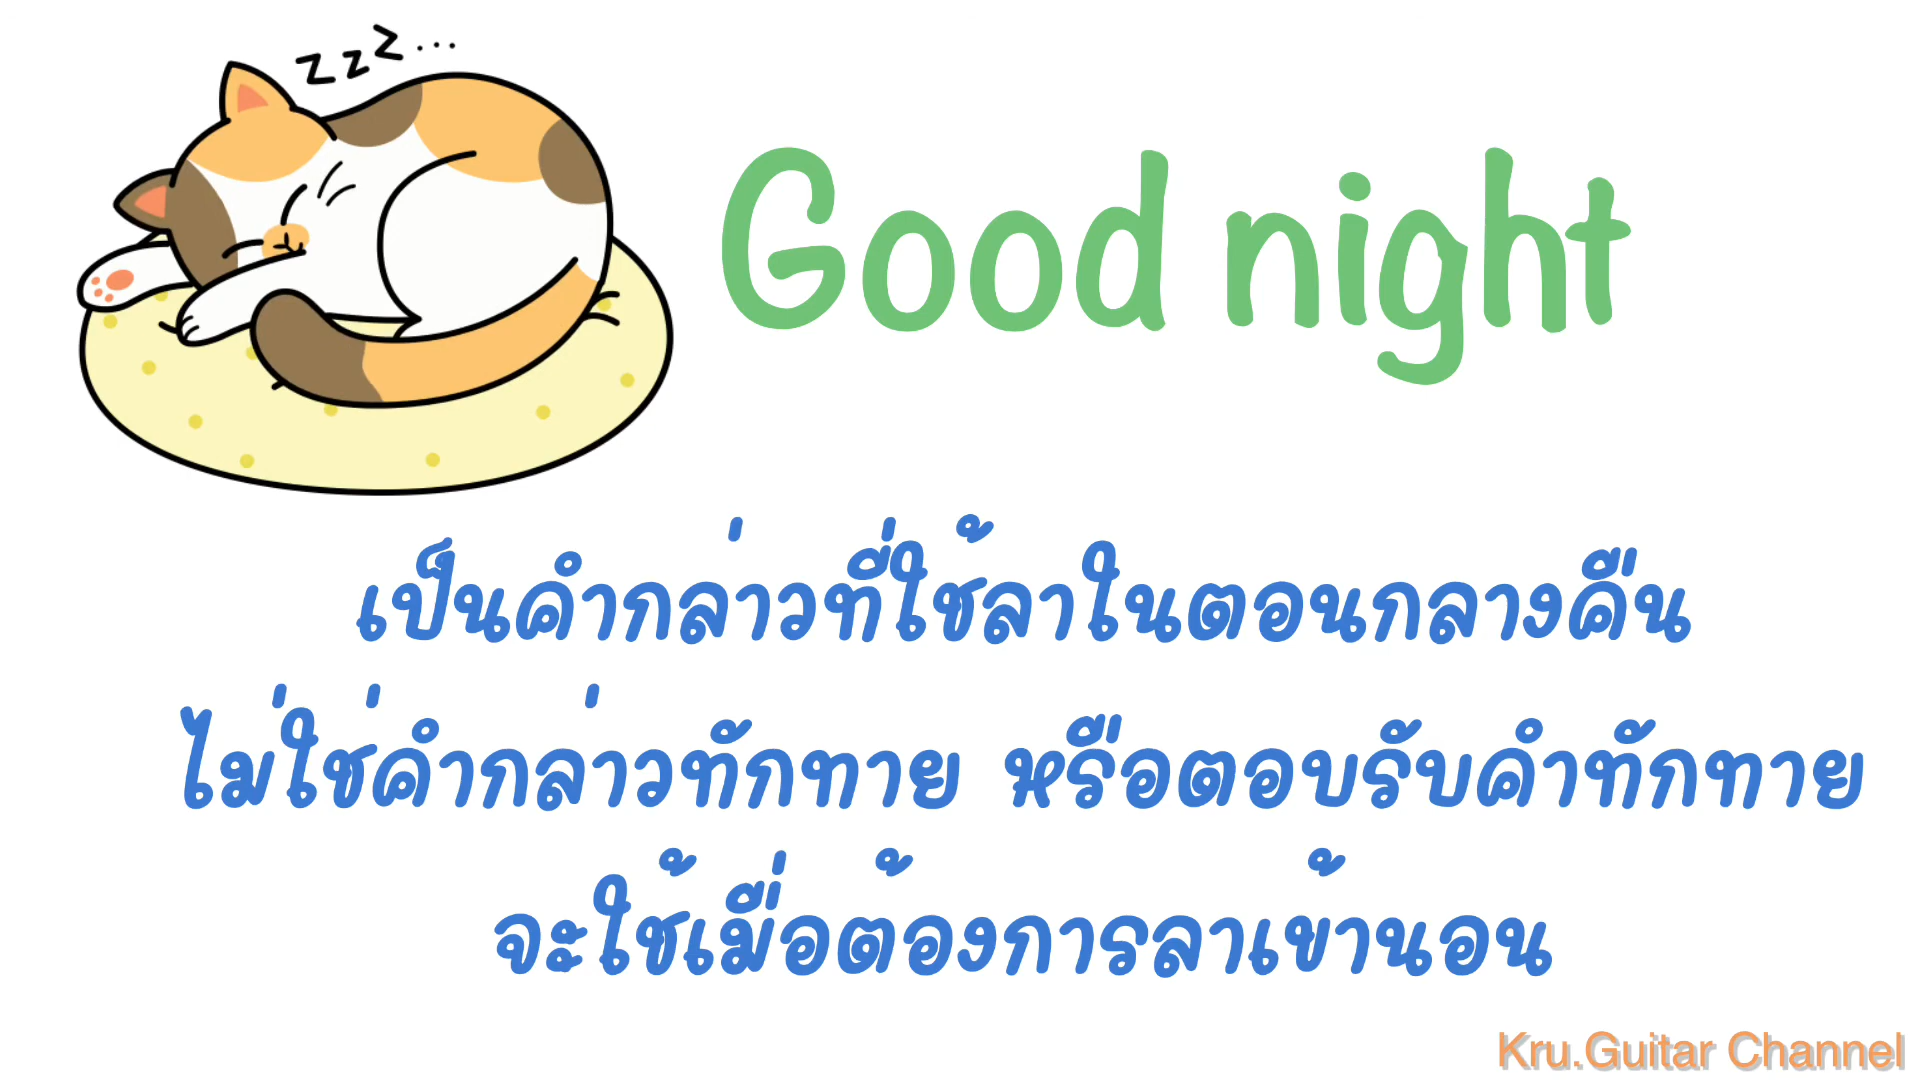 zzz...
Good night
เป็นคำกล่าวที่ใช้ลาในตอนกลางคืน
ไม่ใช่คำกล่าวทักทาย หรือตอบรับคำทักทาย
จะใช้เมื่อต้องการลาเข้านอน
Kru.Guitar Channel